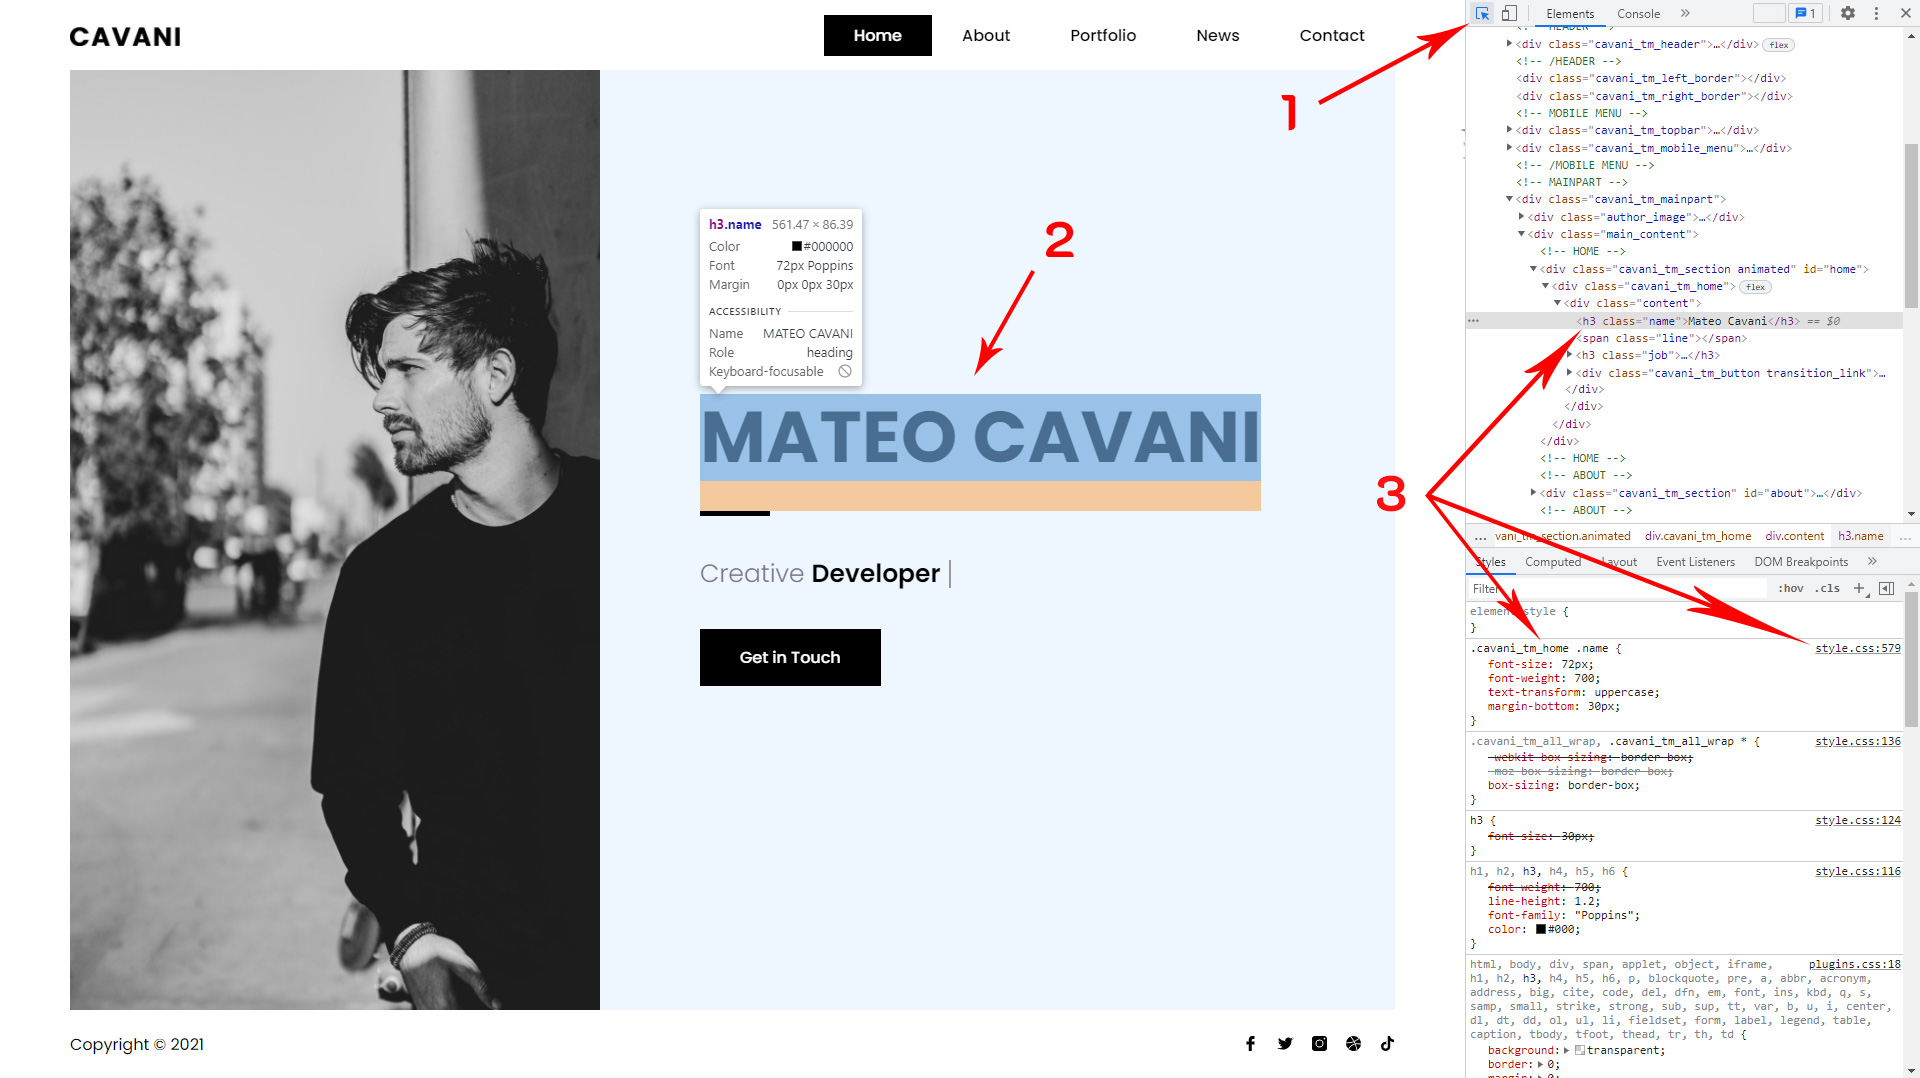 CAVANI
Home
About
Portfolio
News
Contact
1
h3.name 561.47 × 86.39
Color #000000
Font 72px Poppins
Margin 0px 0px 30px
ACCESSIBILITY
Name MATEO CAVANI
Role heading
Keyboard-focusable
2
MATEO CAVANI
3
Creative Developer
Get in Touch
Copyright © 2021
Elements
Console
1
<div class="cavani_tm_header">…</div> flex
<!-- /HEADER -->
<div class="cavani_tm_left_border"></div>
<div class="cavani_tm_right_border"></div>
<!-- MOBILE MENU -->
<div class="cavani_tm_topbar">…</div>
<div class="cavani_tm_mobile_menu">…</div>
<!-- /MOBILE MENU -->
<!-- MAINPART -->
<div class="cavani_tm_mainpart">
<div class="author_image">…</div>
<div class="main_content">
<!-- HOME -->
<div class="cavani_tm_section animated" id="home">
<div class="cavani_tm_home"> flex
<div class="content">
<h3 class="name">Mateo Cavani</h3> == $0
<span class="line"></span>
<h3 class="job">…</h3>
<div class="cavani_tm_button transition_link">…
</div>
</div>
</div>
</div>
<!-- HOME -->
<!-- ABOUT -->
<div class="cavani_tm_section" id="about">…</div>
<!-- ABOUT -->
... vani_tm_section.animated div.cavani_tm_home div.content h3.name ...
Styles Computed Layout Event Listeners DOM Breakpoints
Filter :hov .cls
element.style {
}
.cavani_tm_home .name { style.css:579
font-size: 72px;
font-weight: 700;
text-transform: uppercase;
margin-bottom: 30px;
}
.cavani_tm_all_wrap, .cavani_tm_all_wrap * { style.css:136
-webkit-box-sizing: border-box;
-moz-box-sizing: border-box;
box-sizing: border-box;
}
h3 { style.css:124
font-size: 30px;
}
h1, h2, h3, h4, h5, h6 { style.css:116
font-weight: 700;
line-height: 1.2;
font-family: "Poppins";
color: #000;
}
html, body, div, span, applet, object, iframe, plugins.css:18
h1, h2, h3, h4, h5, h6, p, blockquote, pre, a, abbr, acronym,
address, big, cite, code, del, dfn, em, font, ins, kbd, q, s,
samp, small, strike, strong, sub, sup, tt, var, b, u, i, center,
dl, dt, dd, ol, ul, li, fieldset, form, label, legend, table,
caption, tbody, tfoot, thead, tr, th, td {
background: transparent;
border: 0;
margin: 0;